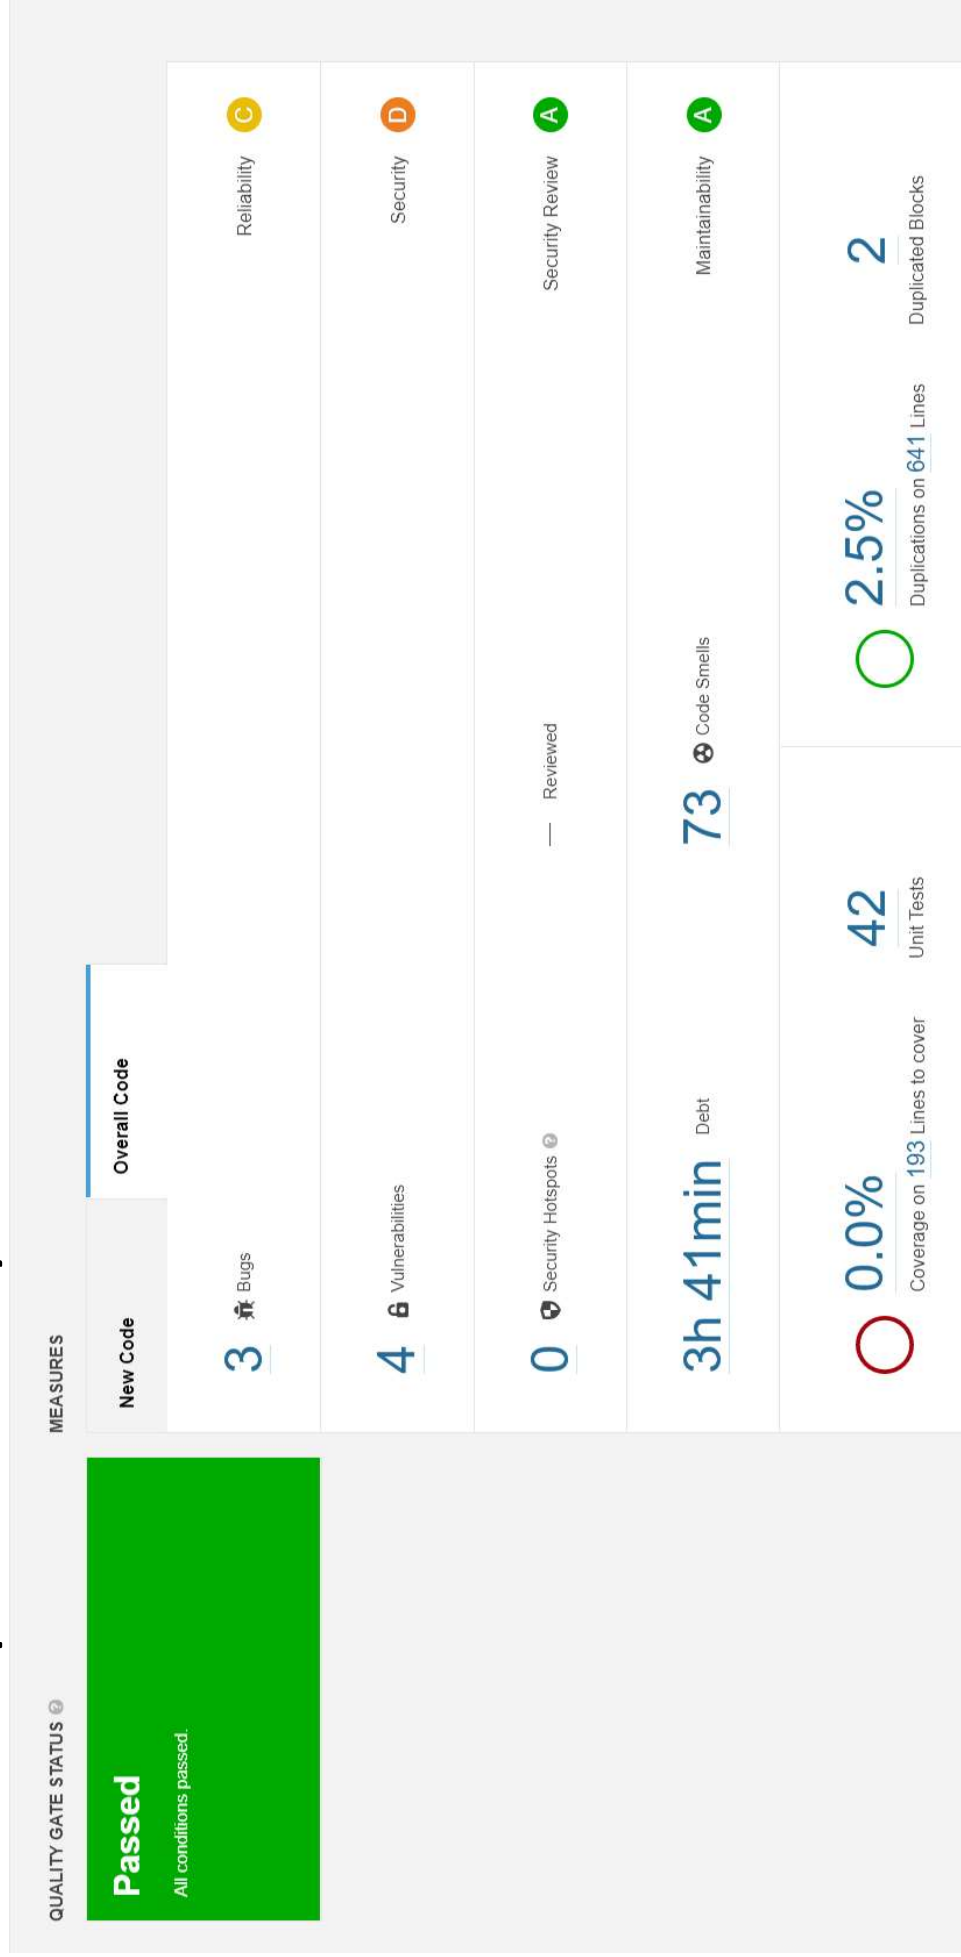 QUALITY GATE STATUS
MEASURES
Passed
All conditions passed.
New Code
Overall Code
3 Bugs
Reliability C
4 Vulnerabilities
Security D
0 Security Hotspots
— Reviewed
Security Review A
3h 41min Debt
73 Code Smells
Maintainability A
0.0%
Coverage on 193 Lines to cover
42
Unit Tests
2.5%
Duplications on 641 Lines
2
Duplicated Blocks